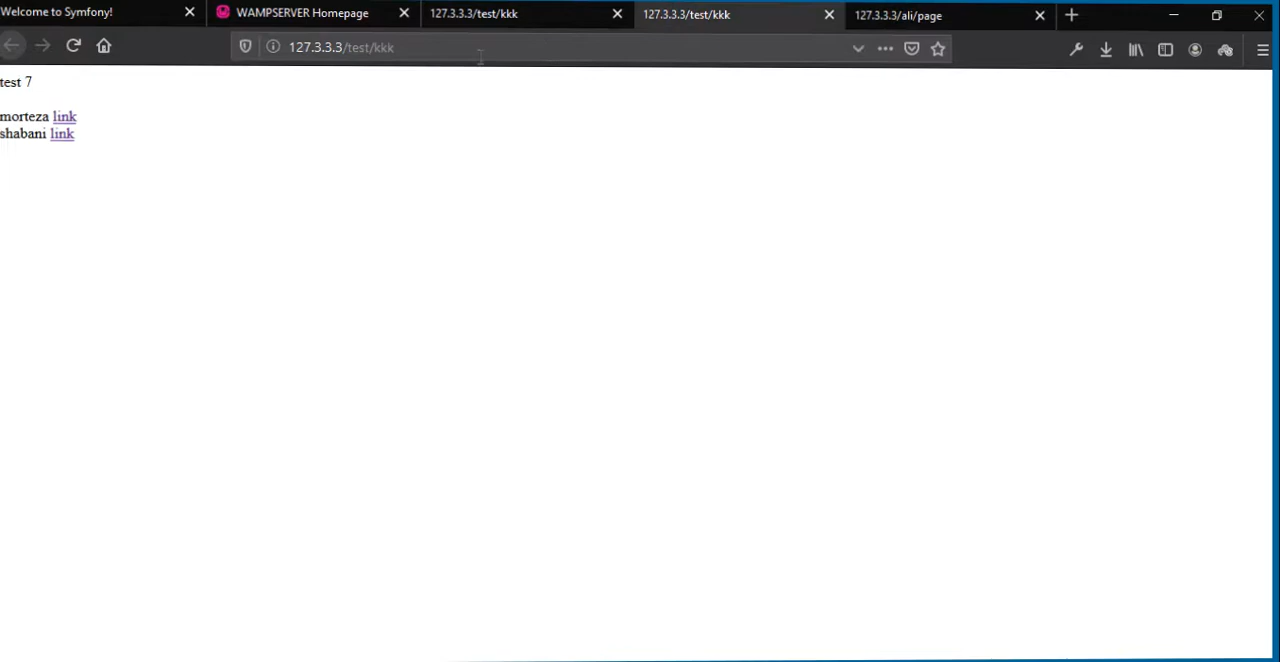 Welcome to Symfony!
WAMPSERVER Homepage
127.3.3.3/test/kkk
127.3.3.3/test/kkk
127.3.3.3/ali/page
127.3.3.3/test/kkk
test 7
morteza link
shabani link